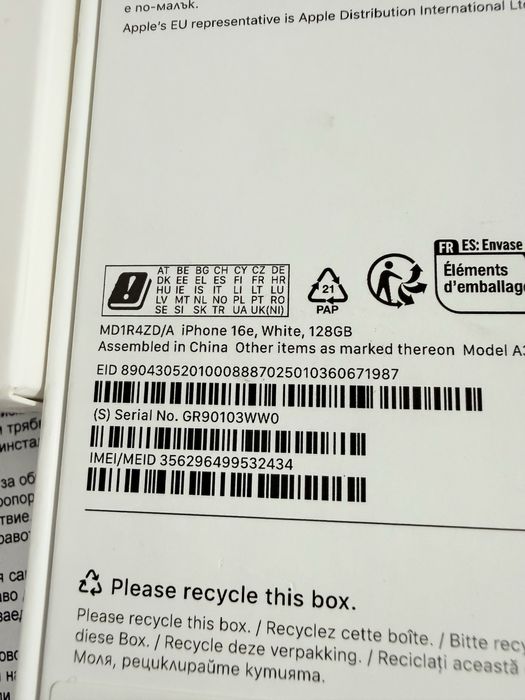 е по-малък.
Apple's EU representative is Apple Distribution International
FR ES: Envase
AT BE BG CH CY CZ DE
DK EE EL ES FI FR HR
HU IE IS IT LI LT LU
LV MT NL NO PL PT RO
SE SI SK TR UA UK(NI)
21
PAP
Éléments
d'emballag
MD1R4ZD/A iPhone 16e, White, 128GB
Assembled in China Other items as marked thereon Model A3
EID 89043052010008887025010360671987
(S) Serial No. GR90103WW0
IMEI/MEID 356296499532434
Please recycle this box.
Please recycle this box. / Recyclez cette boîte. / Bitte recy
diese Box. / Recycle deze verpakking. / Reciclați această
Моля, рециклирайте кутията.